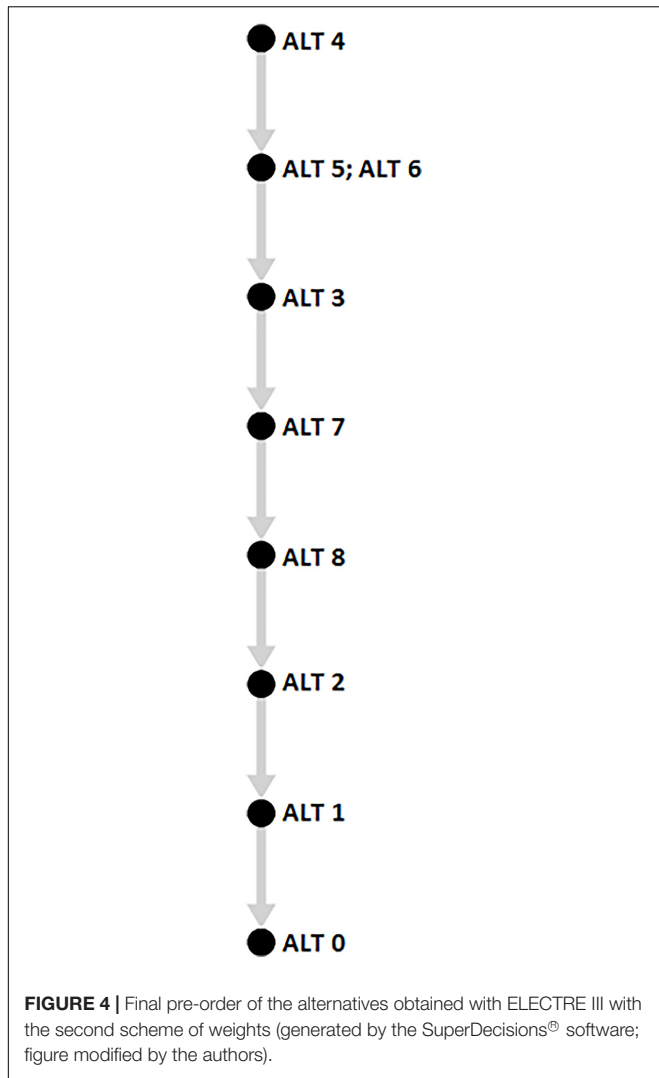 ALT 4
ALT 5; ALT 6
ALT 3
ALT 7
ALT 8
ALT 2
ALT 1
ALT 0
FIGURE 4 | Final pre-order of the alternatives obtained with ELECTRE III with
the second scheme of weights (generated by the SuperDecisions® software;
figure modified by the authors).